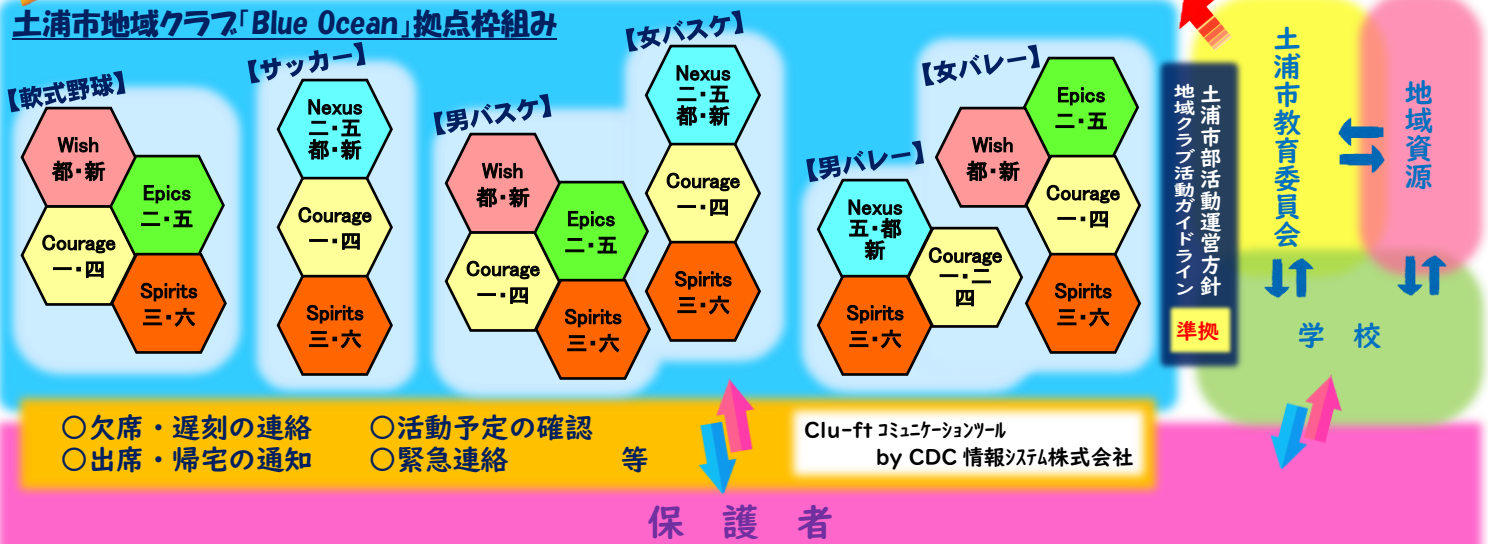 土浦市地域クラブ「Blue Ocean」拠点枠組み
【軟式野球】
Wish
都・新
Epics
二・五
Courage
一・四
Spirits
三・六
【サッカー】
Nexus
二・五
都・新
Courage
一・四
Spirits
三・六
【男バスケ】
Wish
都・新
Epics
二・五
Courage
一・四
Spirits
三・六
【女バスケ】
Nexus
二・五
都・新
Courage
一・四
Spirits
三・六
【男バレー】
Nexus
五・都
新
Courage
一・二
四
Spirits
三・六
【女バレー】
Epics
二・五
Wish
都・新
Courage
一・四
Spirits
三・六
土浦市部活動運営方針
地域クラブ活動ガイドライン
準拠
土浦市教育委員会
地域資源
学　校
〇欠席・遅刻の連絡　〇活動予定の確認
〇出席・帰宅の通知　〇緊急連絡　等
Clu-ft コミュニケーションツール
by CDC 情報システム株式会社
保　護　者